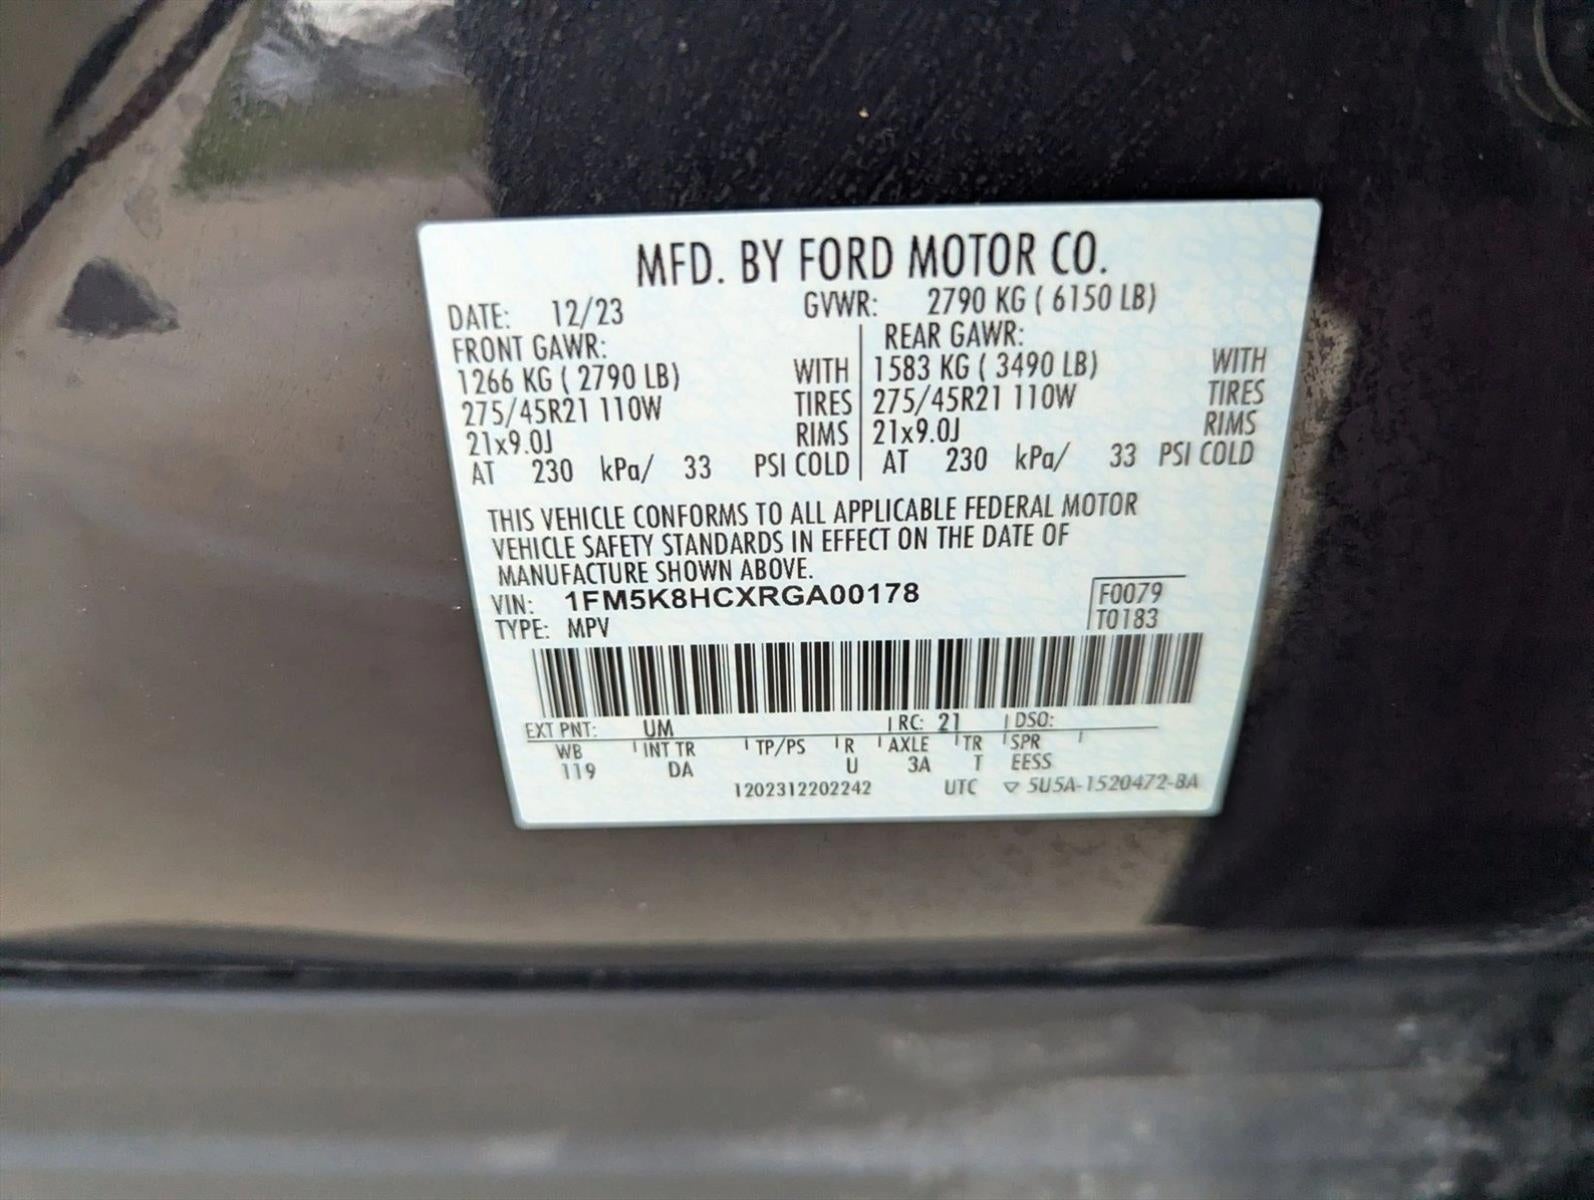 MFD. BY FORD MOTOR CO.
DATE: 12/23 GVWR: 2790 KG ( 6150 LB)
FRONT GAWR: REAR GAWR:
1266 KG ( 2790 LB) WITH 1583 KG ( 3490 LB) WITH
275/45R21 110W TIRES 275/45R21 110W TIRES
21x9.0J RIMS 21x9.0J RIMS
AT 230 kPa/ 33 PSI COLD AT 230 kPa/ 33 PSI COLD
THIS VEHICLE CONFORMS TO ALL APPLICABLE FEDERAL MOTOR
VEHICLE SAFETY STANDARDS IN EFFECT ON THE DATE OF
MANUFACTURE SHOWN ABOVE.
VIN: 1FM5K8HCXRGA00178 F0079
TYPE: MPV T0183
EXT PNT: UM RC: 21 DSO:
WB INT TR TP/PS R AXLE TR SPR
119 DA U 3A T EESS
1202312202242 UTC ▽ 5U5A-1520472-BA